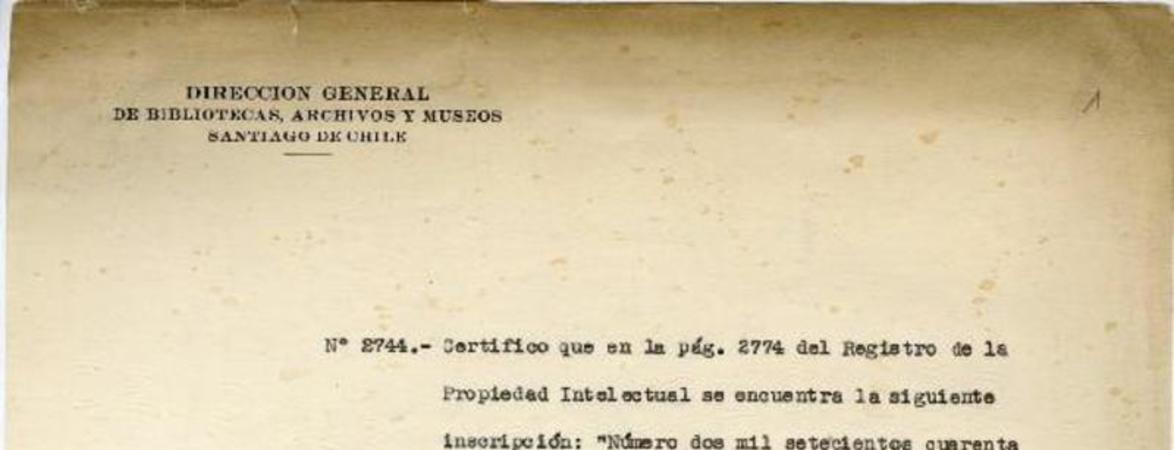 DIRECCION GENERAL
DE BIBLIOTECAS, ARCHIVOS Y MUSEOS
SANTIAGO DE CHILE
1
Nº 2744.- Certifico que en la pág. 2774 del Registro de la
Propiedad Intelectual se encuentra la siguiente
inscripción: "Número dos mil setecientos cuarenta